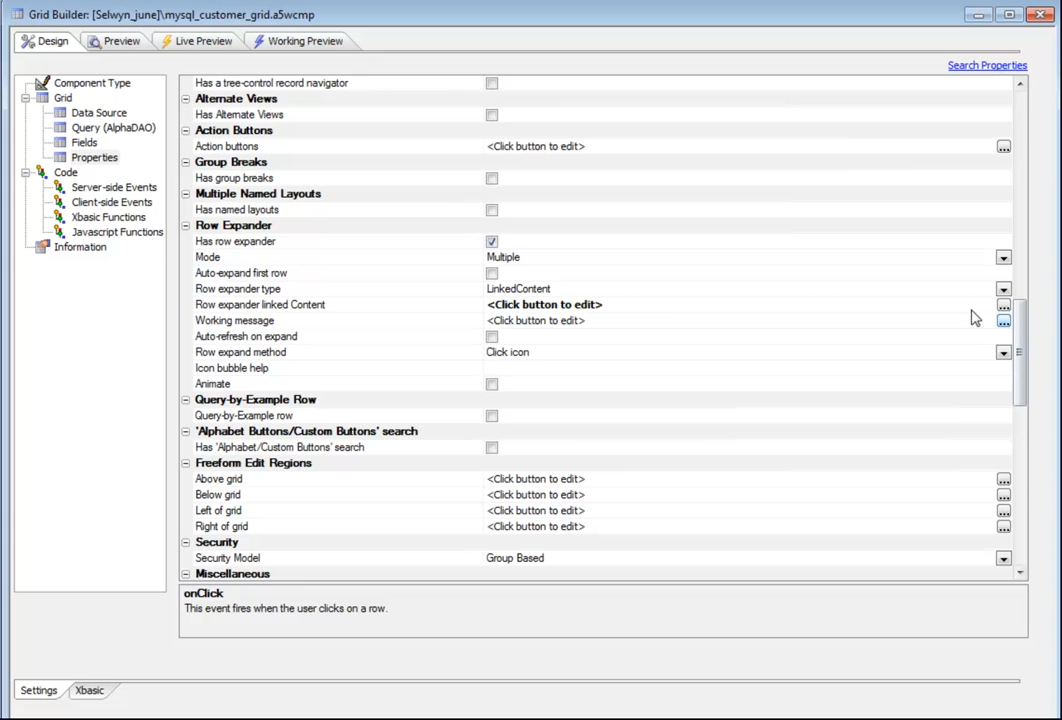 Grid Builder: [Selwyn_june]\mysql_customer_grid.a5wcmp
Design Preview Live Preview Working Preview
Search Properties
Component Type
Grid
Data Source
Query (AlphaDAO)
Fields
Properties
Code
Server-side Events
Client-side Events
Xbasic Functions
Javascript Functions
Information
Has a tree-control record navigator
Alternate Views
Has Alternate Views
Action Buttons
Action buttons <Click button to edit> ...
Group Breaks
Has group breaks
Multiple Named Layouts
Has named layouts
Row Expander
Has row expander
Mode Multiple
Auto-expand first row
Row expander type LinkedContent
Row expander linked Content <Click button to edit> ...
Working message <Click button to edit> ...
Auto-refresh on expand
Row expand method Click icon
Icon bubble help
Animate
Query-by-Example Row
Query-by-Example row
'Alphabet Buttons/Custom Buttons' search
Has 'Alphabet/Custom Buttons' search
Freeform Edit Regions
Above grid <Click button to edit> ...
Below grid <Click button to edit> ...
Left of grid <Click button to edit> ...
Right of grid <Click button to edit> ...
Security
Security Model Group Based
Miscellaneous
onClick
This event fires when the user clicks on a row.
Settings Xbasic